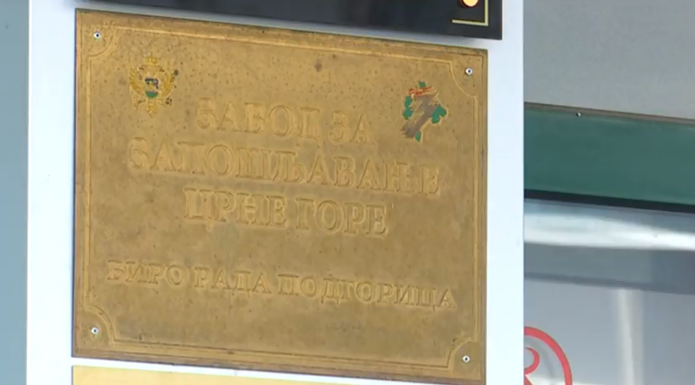 ЗАВОД ЗА
ЗАПОШЉАВАЊЕ
ЦРНЕ ГОРЕ
БИРО РАДА ПОДГОРИЦА